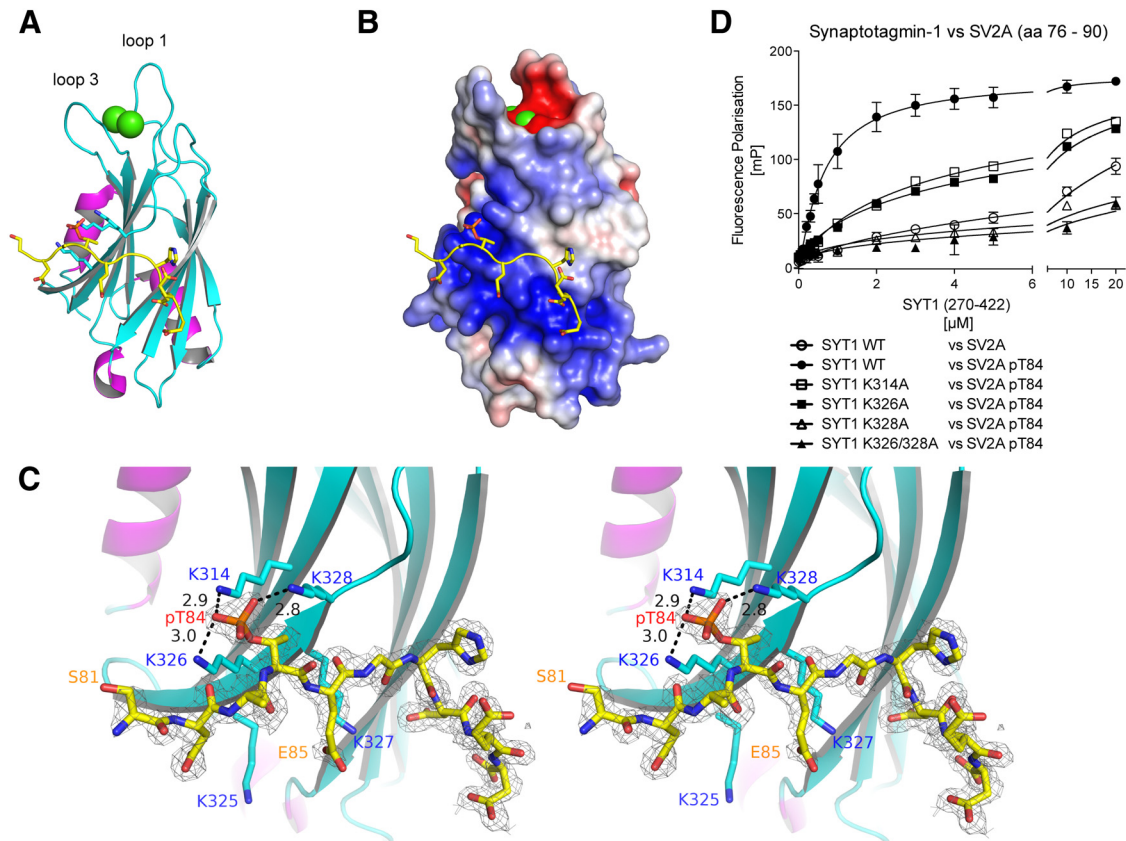 A
loop 1
loop 3
B
D
Synaptotagmin-1 vs SV2A (aa 76 - 90)
Fluorescence Polarisation
[mP]
200
150
100
50
0
0 2 4 6 10 20
SYT1 (270-422)
[µM]
SYT1 WT vs SV2A
SYT1 WT vs SV2A pT84
SYT1 K314A vs SV2A pT84
SYT1 K326A vs SV2A pT84
SYT1 K328A vs SV2A pT84
SYT1 K326/328A vs SV2A pT84
C
K314
K328
2.9
2.8
pT84
3.0
K326
S81
K327
E85
K325
K314
K328
2.9
2.8
pT84
3.0
K326
S81
K327
E85
K325